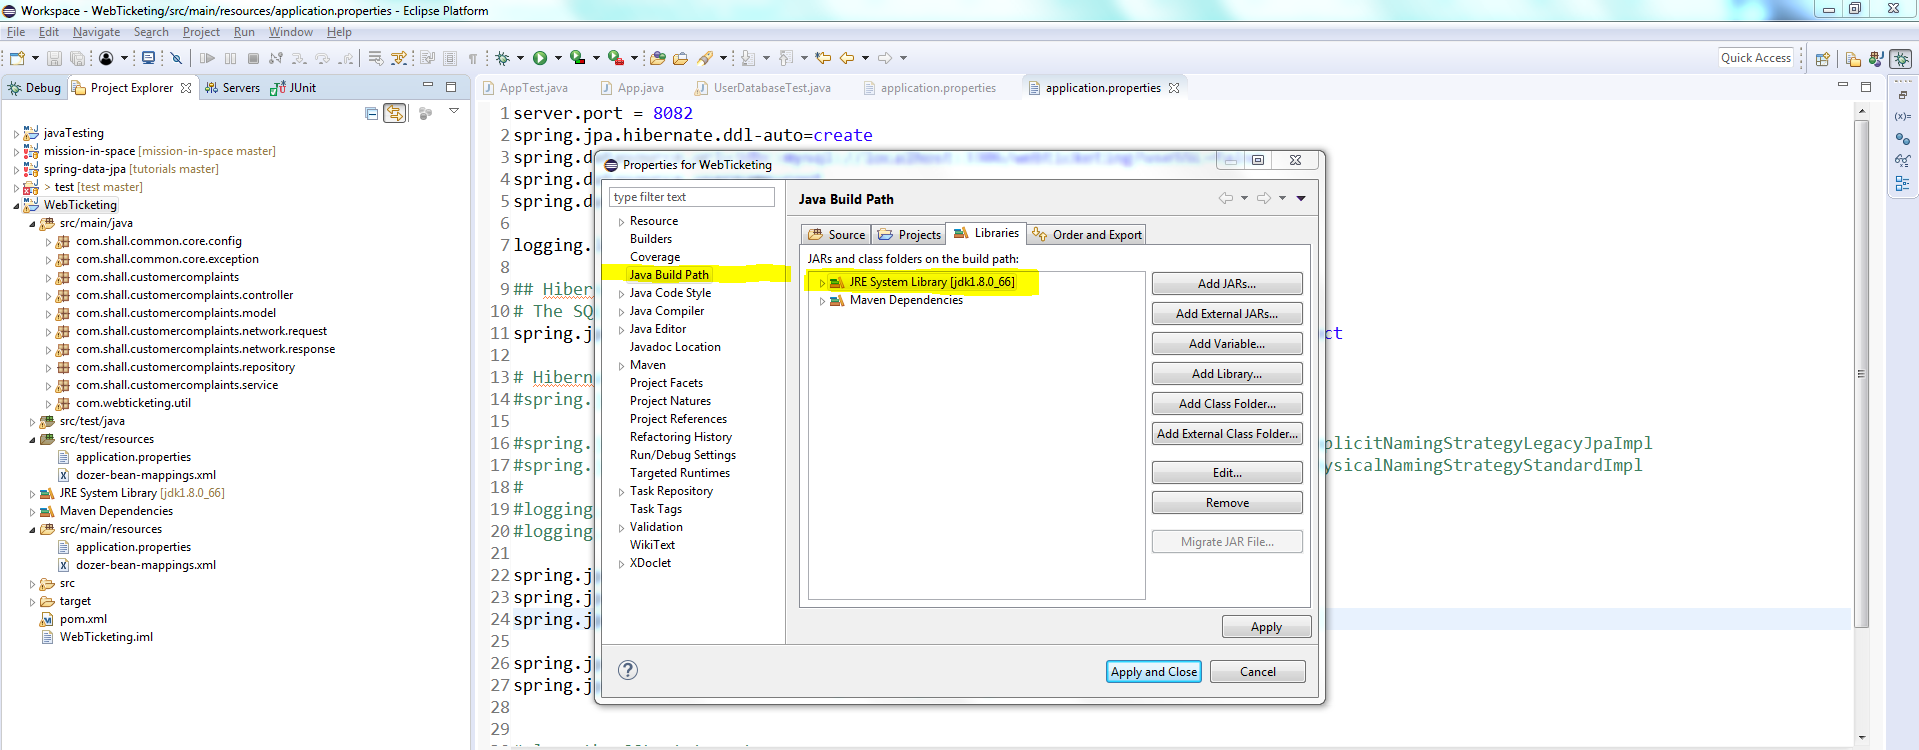 Workspace - WebTicketing/src/main/resources/application.properties - Eclipse Platform
File Edit Navigate Search Project Run Window Help
Quick Access
Debug Project Explorer Servers JUnit
javaTesting
mission-in-space [mission-in-space master]
spring-data-jpa [tutorials master]
> test [test master]
WebTicketing
src/main/java
com.shall.common.core.config
com.shall.common.core.exception
com.shall.customercomplaints
com.shall.customercomplaints.controller
com.shall.customercomplaints.model
com.shall.customercomplaints.network.request
com.shall.customercomplaints.network.response
com.shall.customercomplaints.repository
com.shall.customercomplaints.service
com.webticketing.util
src/test/java
src/test/resources
application.properties
dozer-bean-mappings.xml
JRE System Library [jdk1.8.0_66]
Maven Dependencies
src/main/resources
application.properties
dozer-bean-mappings.xml
src
target
pom.xml
WebTicketing.iml
AppTest.java App.java UserDatabaseTest.java application.properties application.properties
1 server.port = 8082
2 spring.jpa.hibernate.ddl-auto=create
3 spring.d
4 spring.d
5 spring.d
6
7 logging.
8
9 ## Hiber
10 # The SQ
11 spring.j ct
12
13 # Hibern
14 #spring.
15
16 #spring. plicitNamingStrategyLegacyJpaImpl
17 #spring. ysicalNamingStrategyStandardImpl
18 #
19 #logging
20 #logging
21
22 spring.j
23 spring.j
24 spring.j
25
26 spring.j
27 spring.j
28
29
Properties for WebTicketing
type filter text
Resource
Builders
Coverage
Java Build Path
Java Code Style
Java Compiler
Java Editor
Javadoc Location
Maven
Project Facets
Project Natures
Project References
Refactoring History
Run/Debug Settings
Targeted Runtimes
Task Repository
Task Tags
Validation
WikiText
XDoclet
Java Build Path
Source Projects Libraries Order and Export
JARs and class folders on the build path:
JRE System Library [jdk1.8.0_66]
Maven Dependencies
Add JARs...
Add External JARs...
Add Variable...
Add Library...
Add Class Folder...
Add External Class Folder...
Edit...
Remove
Migrate JAR File...
Apply
Apply and Close Cancel